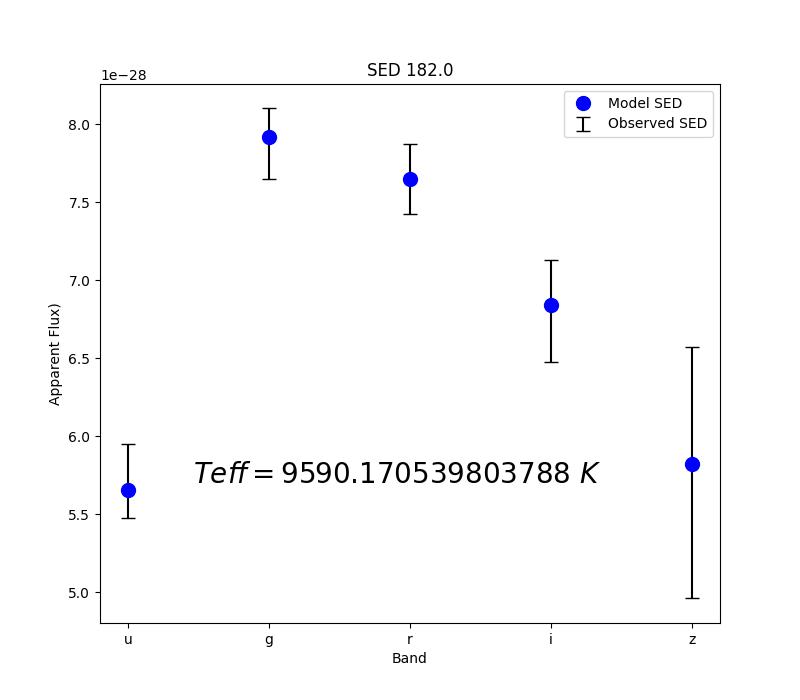 SED 182.0
1e−28
Model SED
Observed SED
8.0
7.5
7.0
6.5
6.0
5.5
5.0
Apparent Flux)
Teff = 9590.170539803788 K
u g r i z
Band